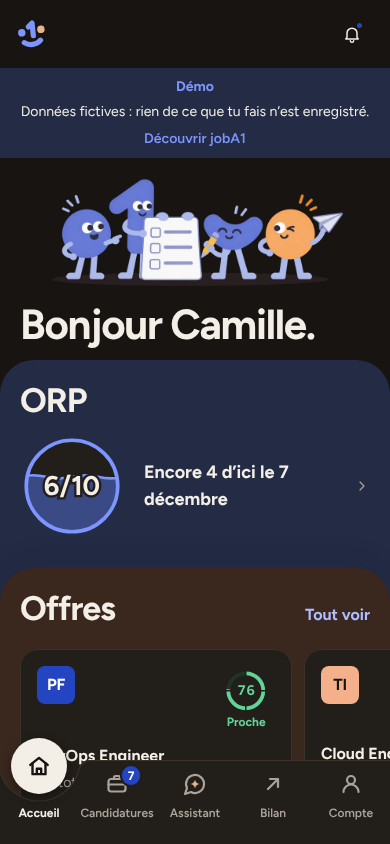 Démo
Données fictives : rien de ce que tu fais n'est enregistré.
Découvrir jobA1
Bonjour Camille.
ORP
6/10
Encore 4 d'ici le 7
décembre
Offres
Tout voir
PF
76
Proche
TI
Engineer
Cloud
7
Accueil
Candidatures
Assistant
Bilan
Compte